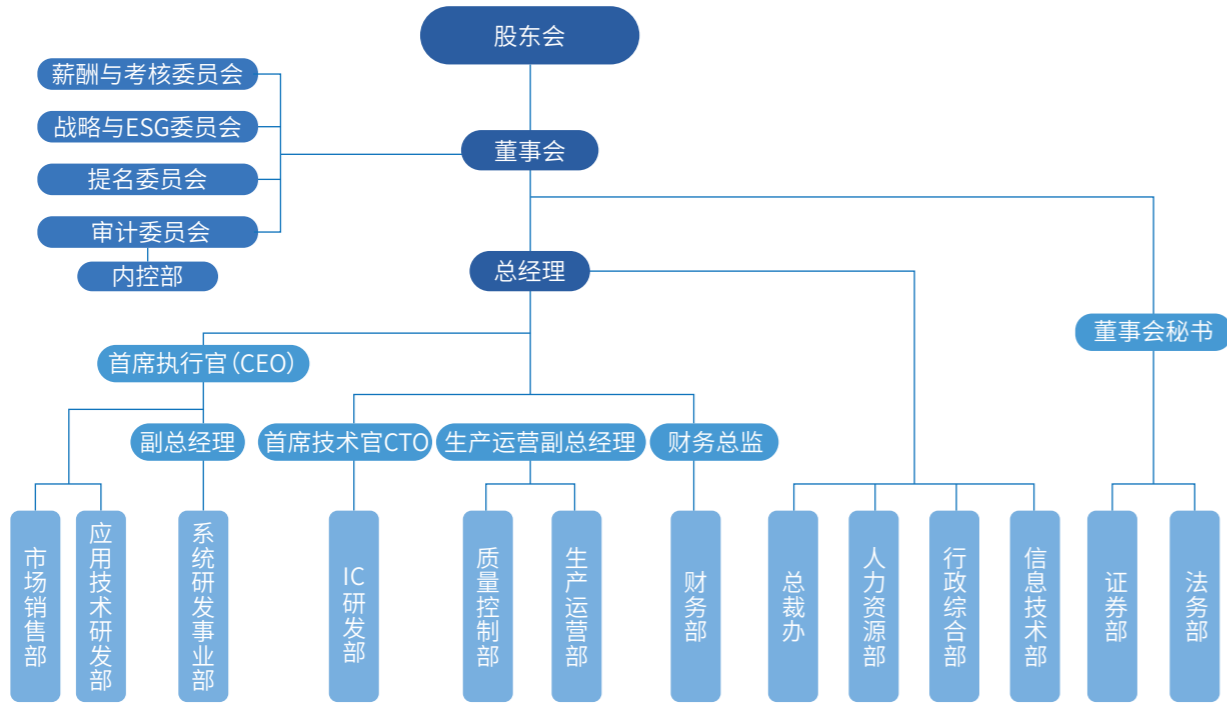 股东会
薪酬与考核委员会
战略与ESG委员会
董事会
提名委员会
审计委员会
内控部
总经理
董事会秘书
首席执行官(CEO)
副总经理
首席技术官CTO
生产运营副总经理
财务总监
市场销售部
应用技术研发部
系统研发事业部
IC研发部
质量控制部
生产运营部
财务部
总裁办
人力资源部
行政综合部
信息技术部
证券部
法务部